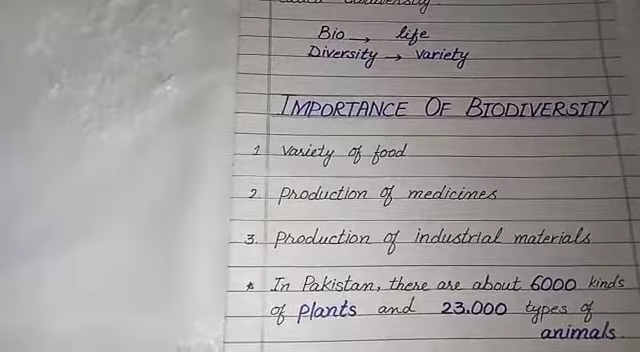 Bio → life
Diversity → variety
IMPORTANCE OF BIODIVERSITY
1 Variety of food
2. Production of medicines
3. Production of industrial materials
* In Pakistan, there are about 6000 kinds
of plants and 23.000 types of
animals.